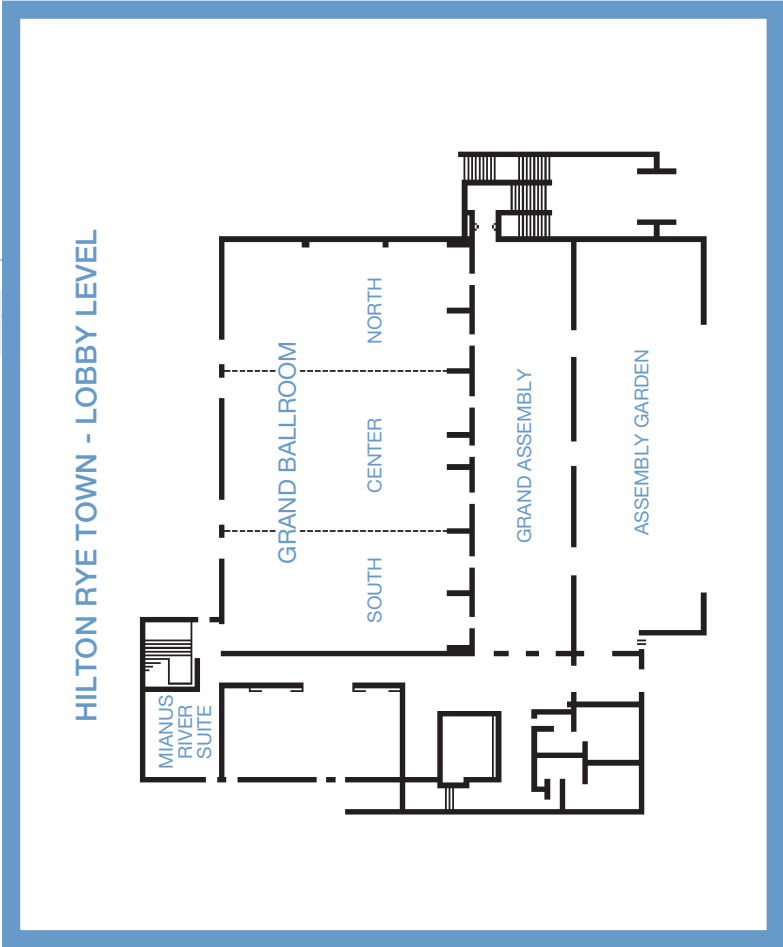 HILTON RYE TOWN - LOBBY LEVEL
GRAND BALLROOM
NORTH
CENTER
SOUTH
GRAND ASSEMBLY
ASSEMBLY GARDEN
MIANUS
RIVER
SUITE